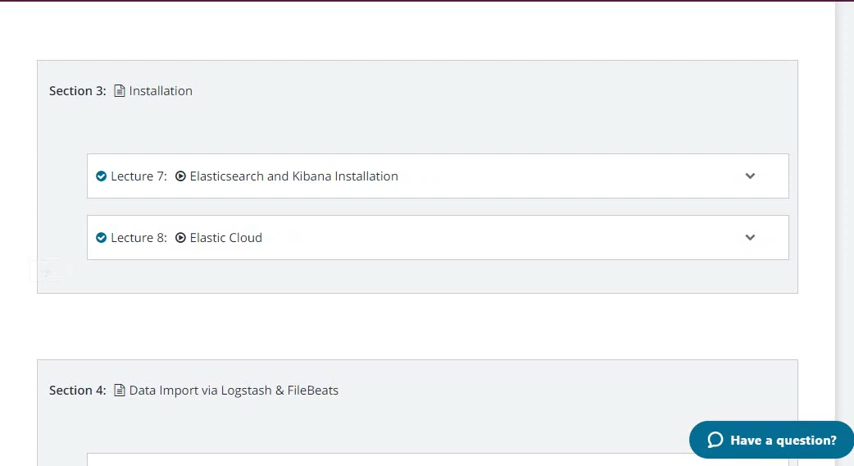 Section 3: Installation
Lecture 7: Elasticsearch and Kibana Installation
Lecture 8: Elastic Cloud
Section 4: Data Import via Logstash & FileBeats
Have a question?